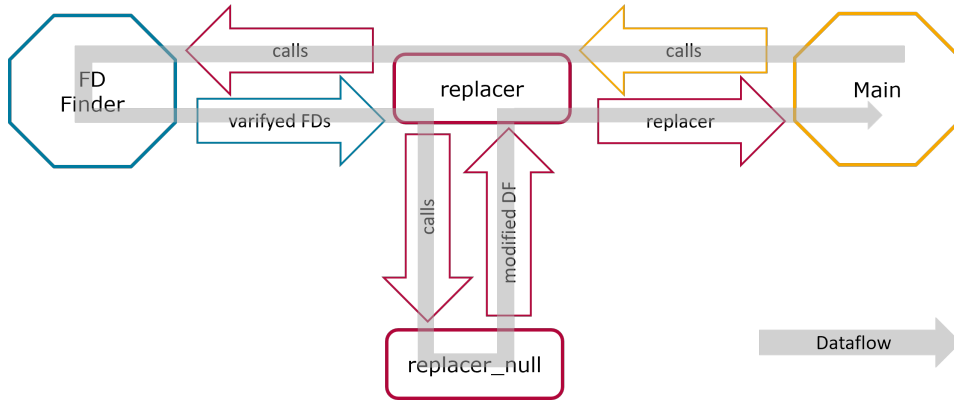 calls
calls
FD
Finder
replacer
Main
varifyed FDs
replacer
calls
modified DF
Dataflow
replacer_null